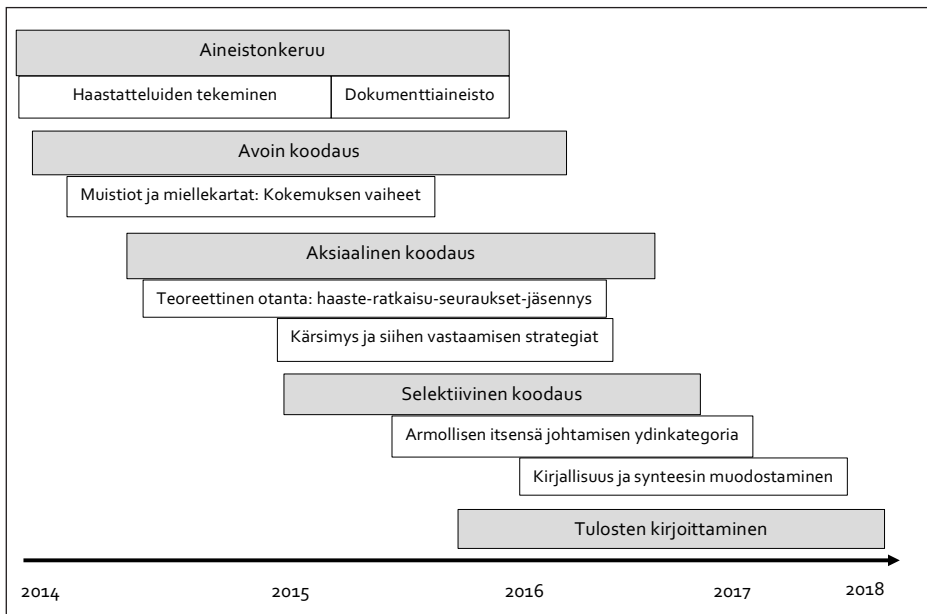 Aineistonkeruu
Haastatteluiden tekeminen
Dokumenttiaineisto
Avoin koodaus
Muistiot ja miellekartat: Kokemuksen vaiheet
Aksiaalinen koodaus
Teoreettinen otanta: haaste-ratkaisu-seuraukset-jäsennys
Kärsimys ja siihen vastaamisen strategiat
Selektiivinen koodaus
Armollisen itsensä johtamisen ydinkategoria
Kirjallisuus ja synteesin muodostaminen
Tulosten kirjoittaminen
2014 2015 2016 2017 2018